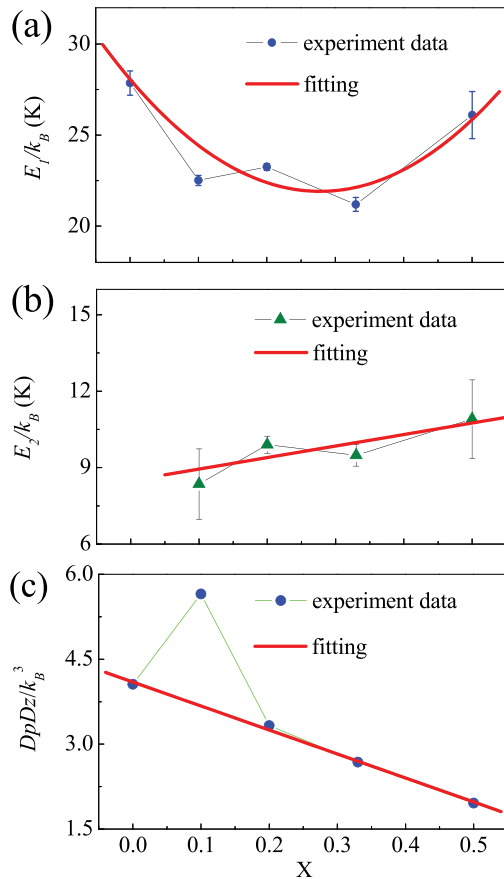 (a)
30
25
20
E1/kB (K)
experiment data
fitting
(b)
15
12
9
6
E2/kB (K)
experiment data
fitting
(c)
6.0
4.5
3.0
1.5
DpDz/kB^3
experiment data
fitting
0.0 0.1 0.2 0.3 0.4 0.5
X